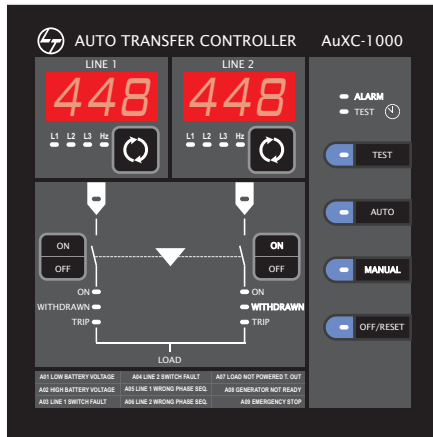 AUTO TRANSFER CONTROLLER AuXC-1000
LINE 1 LINE 2
448 448
L1 L2 L3 Hz L1 L2 L3 Hz
ALARM
TEST
TEST
AUTO
MANUAL
OFF/RESET
ON ON
OFF OFF
ON ON
WITHDRAWN WITHDRAWN
TRIP TRIP
LOAD
A01 LOW BATTERY VOLTAGE A04 LINE 2 SWITCH FAULT A07 LOAD NOT POWERED T. OUT
A02 HIGH BATTERY VOLTAGE A05 LINE 1 WRONG PHASE SEQ. A08 GENERATOR NOT READY
A03 LINE 1 SWITCH FAULT A06 LINE 2 WRONG PHASE SEQ. A09 EMERGENCY STOP